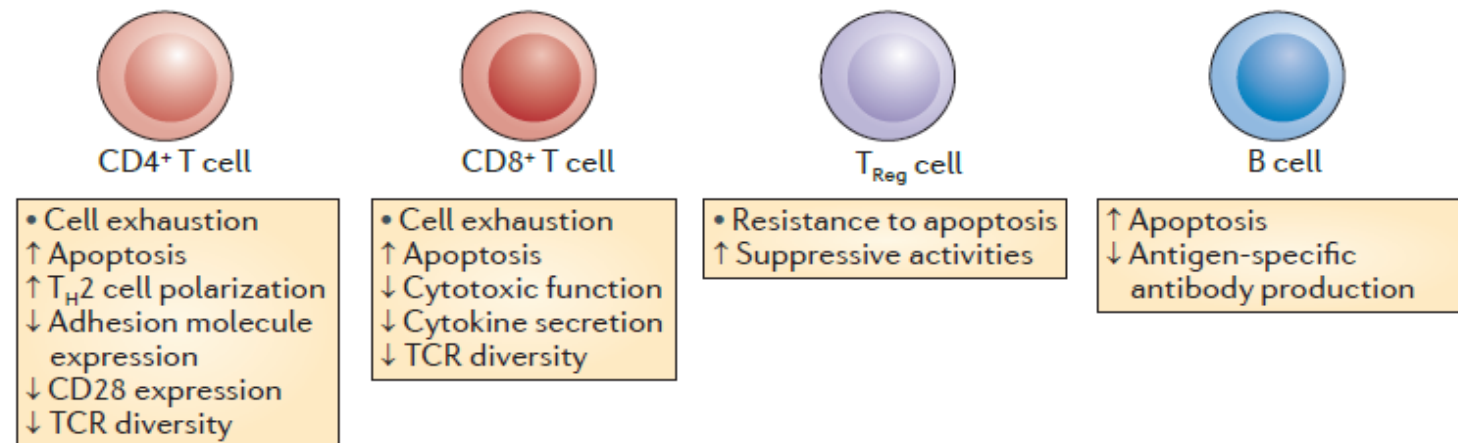 CD4⁺ T cell
• Cell exhaustion
↑ Apoptosis
↑ T_H2 cell polarization
↓ Adhesion molecule
expression
↓ CD28 expression
↓ TCR diversity
CD8⁺ T cell
• Cell exhaustion
↑ Apoptosis
↓ Cytotoxic function
↓ Cytokine secretion
↓ TCR diversity
T_Reg cell
• Resistance to apoptosis
↑ Suppressive activities
B cell
↑ Apoptosis
↓ Antigen-specific
antibody production